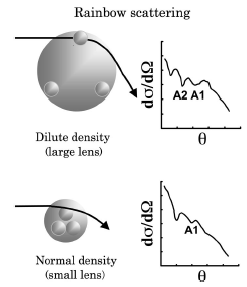 Rainbow scattering
dσ/dΩ
A2 A1
θ
Dilute density
(large lens)
dσ/dΩ
A1
θ
Normal density
(small lens)